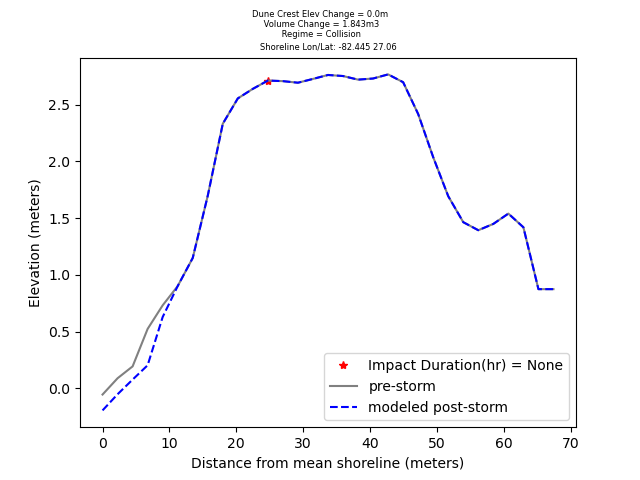 Dune Crest Elev Change = 0.0m
Volume Change = 1.843m3
Regime = Collision
Shoreline Lon/Lat: -82.445 27.06
Elevation (meters)
2.5
2.0
1.5
1.0
0.5
0.0
Impact Duration(hr) = None
pre-storm
modeled post-storm
0 10 20 30 40 50 60 70
Distance from mean shoreline (meters)